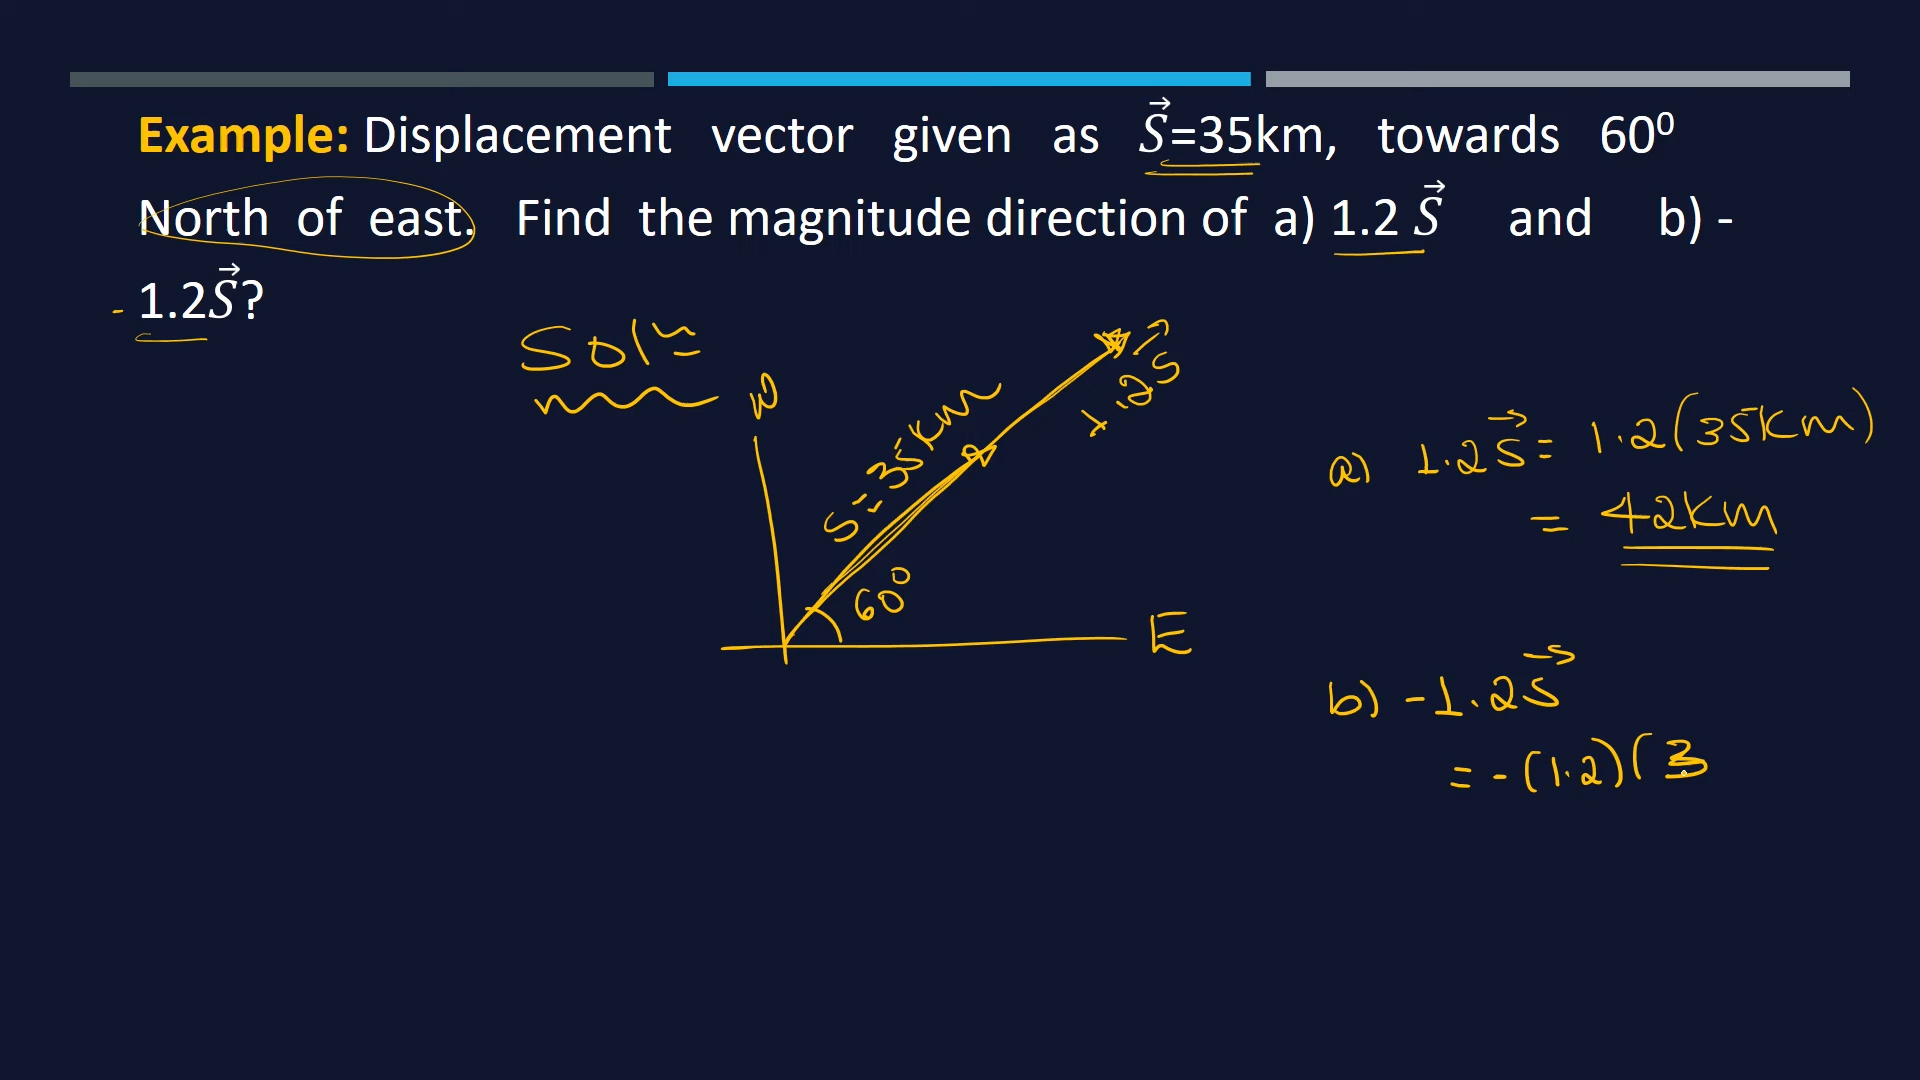 Example: Displacement vector given as S⃗=35km, towards 60⁰
North of east. Find the magnitude direction of a) 1.2 S⃗ and b) -
- 1.2S⃗?
Soln
N
S=35km
1.2S⃗
60⁰
E
a) 1.2S⃗ = 1.2(35km)
= 42km
b) -1.2S⃗
= -(1.2)(3